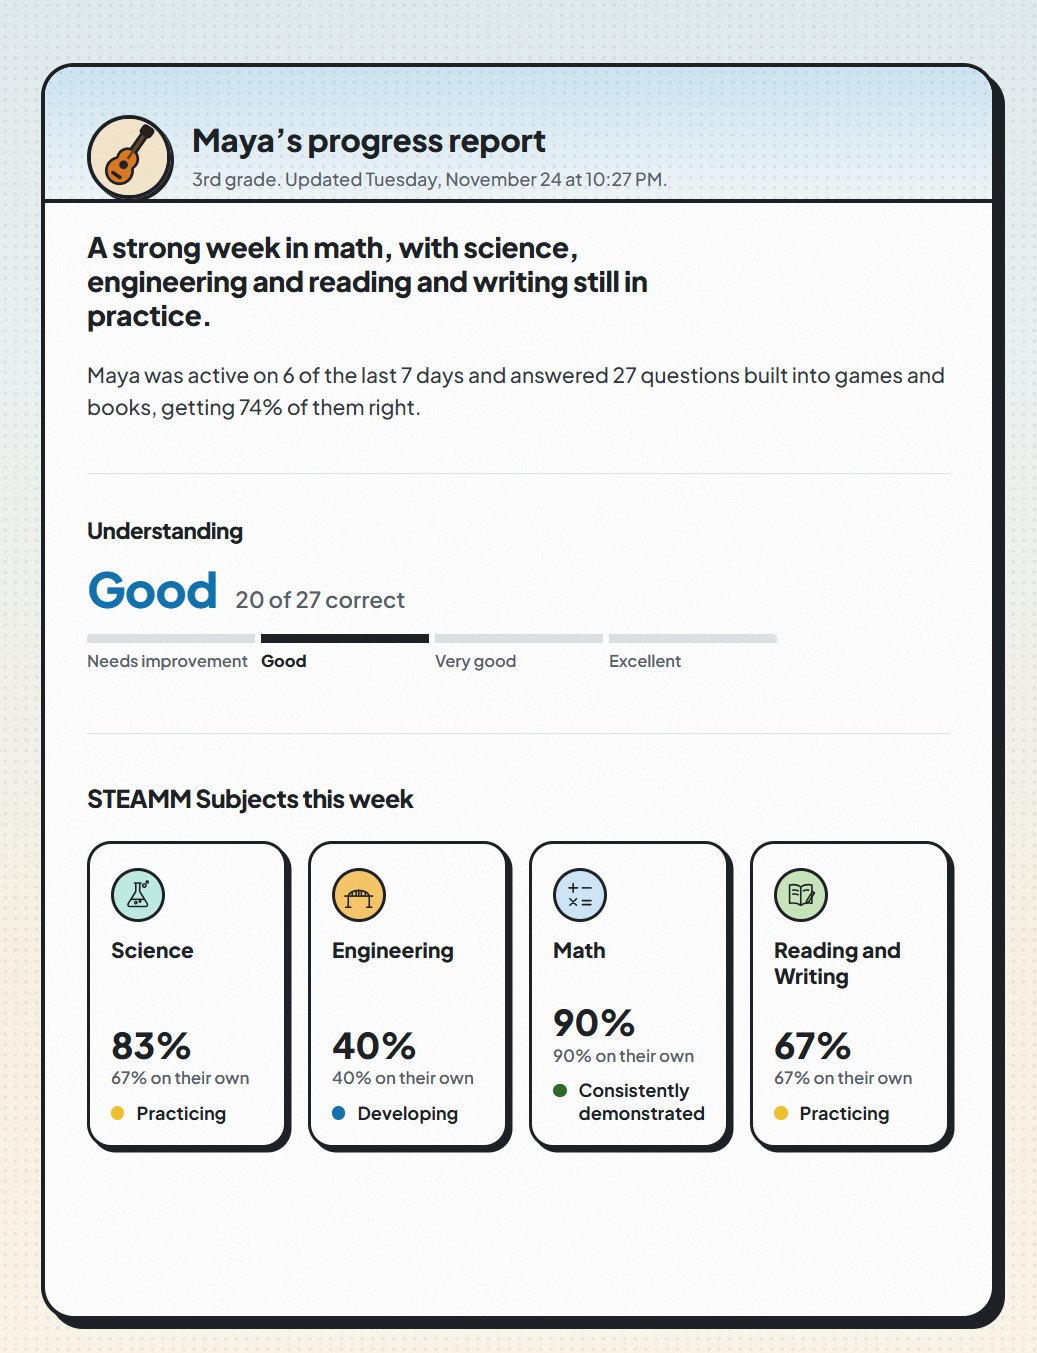 Maya’s progress report
3rd grade. Updated Tuesday, November 24 at 10:27 PM.
A strong week in math, with science,
engineering and reading and writing still in
practice.
Maya was active on 6 of the last 7 days and answered 27 questions built into games and
books, getting 74% of them right.
Understanding
Good 20 of 27 correct
Needs improvement Good Very good Excellent
STEAMM Subjects this week
Science
83%
67% on their own
Practicing
Engineering
40%
40% on their own
Developing
Math
90%
90% on their own
Consistently
demonstrated
Reading and
Writing
67%
67% on their own
Practicing